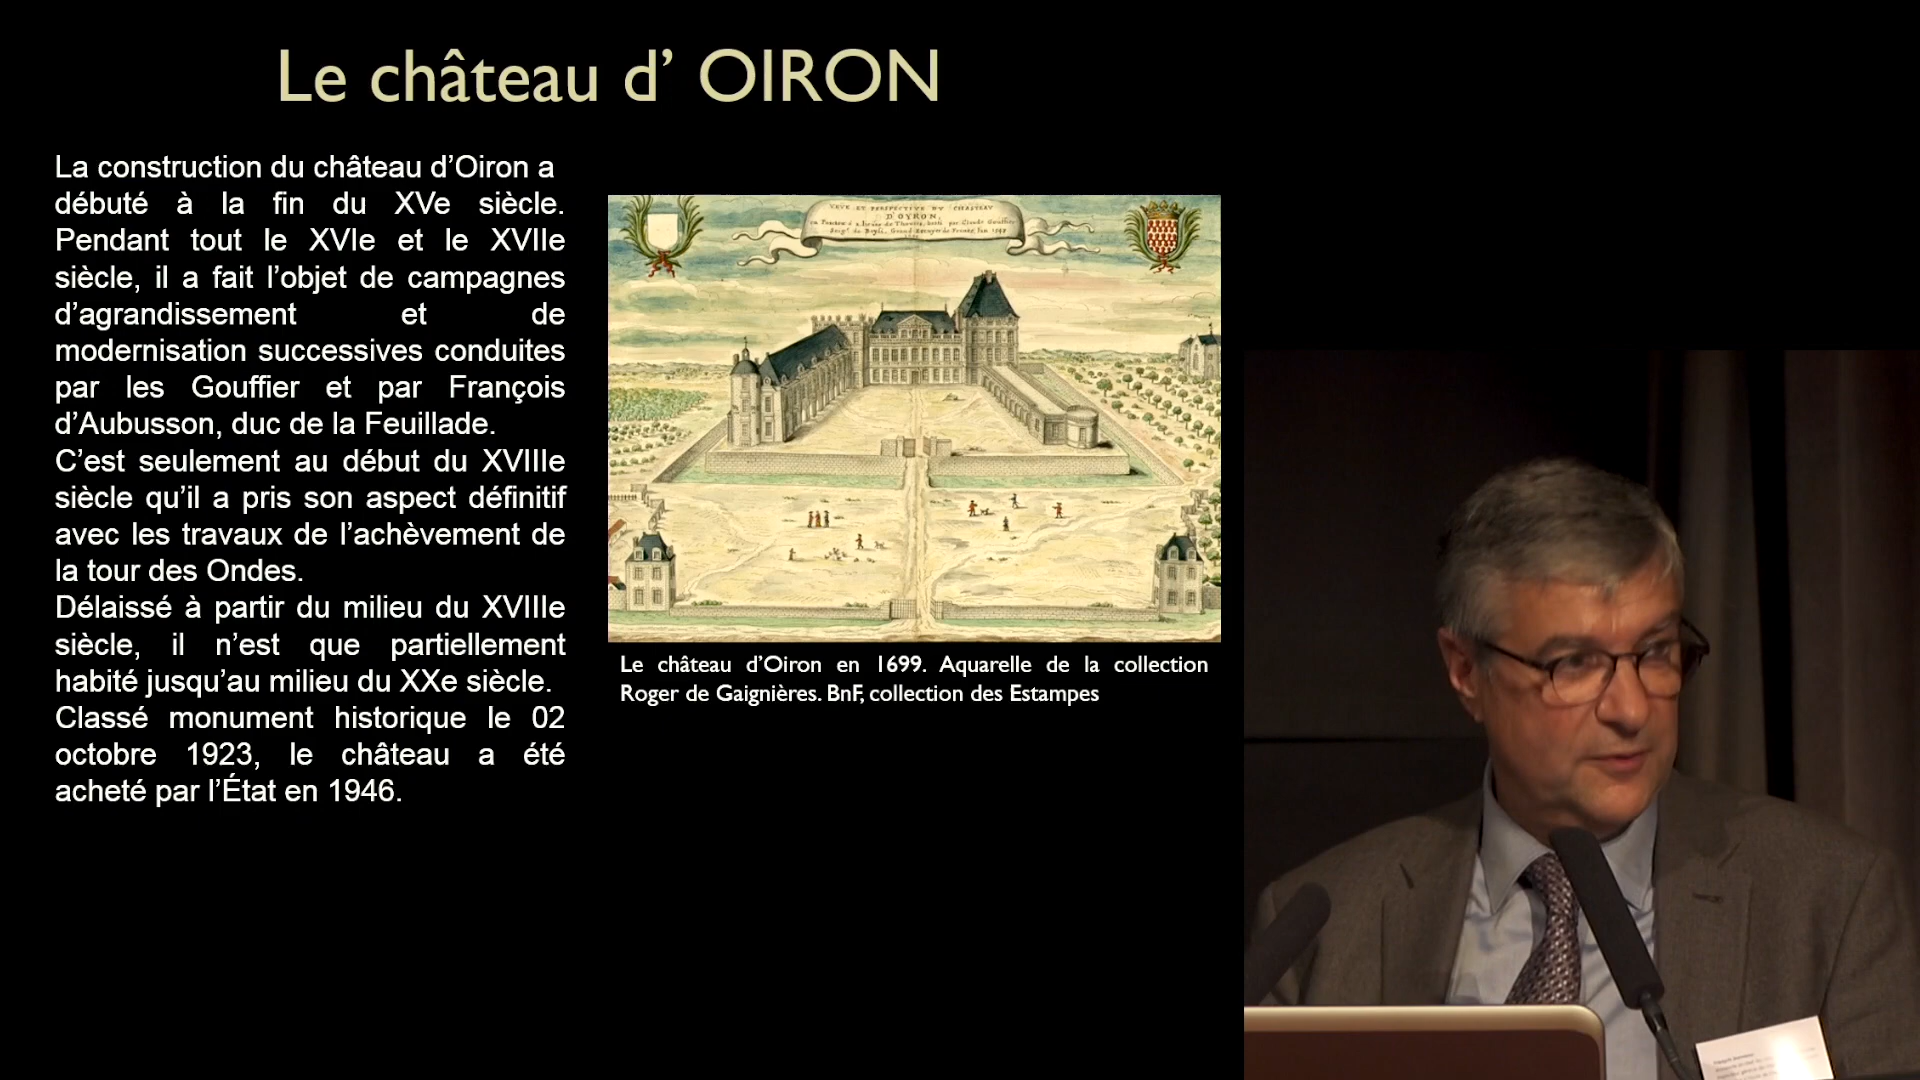 Le château d’ OIRON
La construction du château d’Oiron a
débuté à la fin du XVe siècle.
Pendant tout le XVIe et le XVIIe
siècle, il a fait l’objet de campagnes
d’agrandissement et de
modernisation successives conduites
par les Gouffier et par François
d’Aubusson, duc de la Feuillade.
C’est seulement au début du XVIIIe
siècle qu’il a pris son aspect définitif
avec les travaux de l’achèvement de
la tour des Ondes.
Délaissé à partir du milieu du XVIIIe
siècle, il n’est que partiellement
habité jusqu’au milieu du XXe siècle.
Classé monument historique le 02
octobre 1923, le château a été
acheté par l’État en 1946.
VEUE ET PERSPECTIVE DU CHASTEAU
D'OYRON,
Le château d’Oiron en 1699. Aquarelle de la collection
Roger de Gaignières. BnF, collection des Estampes